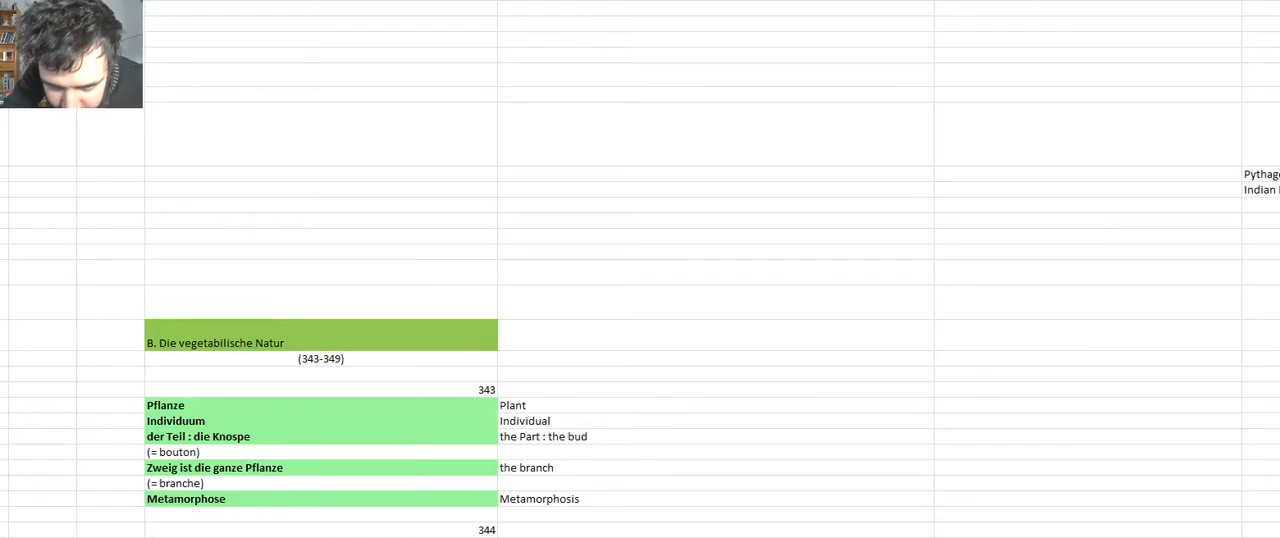 Pythag
Indian
B. Die vegetabilische Natur
(343-349)
343
Pflanze Plant
Individuum Individual
der Teil : die Knospe the Part : the bud
(= bouton)
Zweig ist die ganze Pflanze the branch
(= branche)
Metamorphose Metamorphosis
344